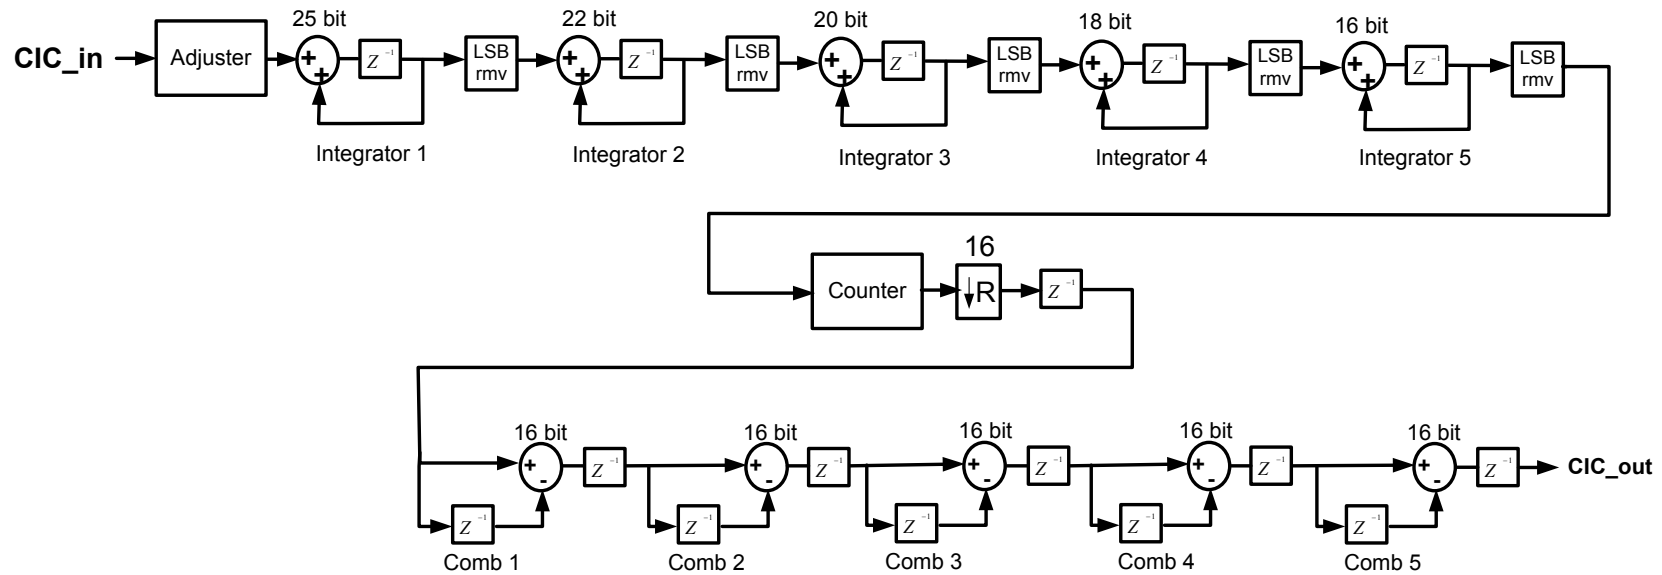 25 bit
22 bit
20 bit
18 bit
16 bit
CIC_in
Adjuster
+
+
Z⁻¹
LSB
rmv
+
+
Z⁻¹
LSB
rmv
+
+
Z⁻¹
LSB
rmv
+
+
Z⁻¹
LSB
rmv
+
+
Z⁻¹
LSB
rmv
Integrator 1
Integrator 2
Integrator 3
Integrator 4
Integrator 5
16
Counter
↓R
Z⁻¹
16 bit
16 bit
16 bit
16 bit
16 bit
+
-
Z⁻¹
+
-
Z⁻¹
+
-
Z⁻¹
+
-
Z⁻¹
+
-
Z⁻¹
CIC_out
Z⁻¹
Z⁻¹
Z⁻¹
Z⁻¹
Z⁻¹
Comb 1
Comb 2
Comb 3
Comb 4
Comb 5